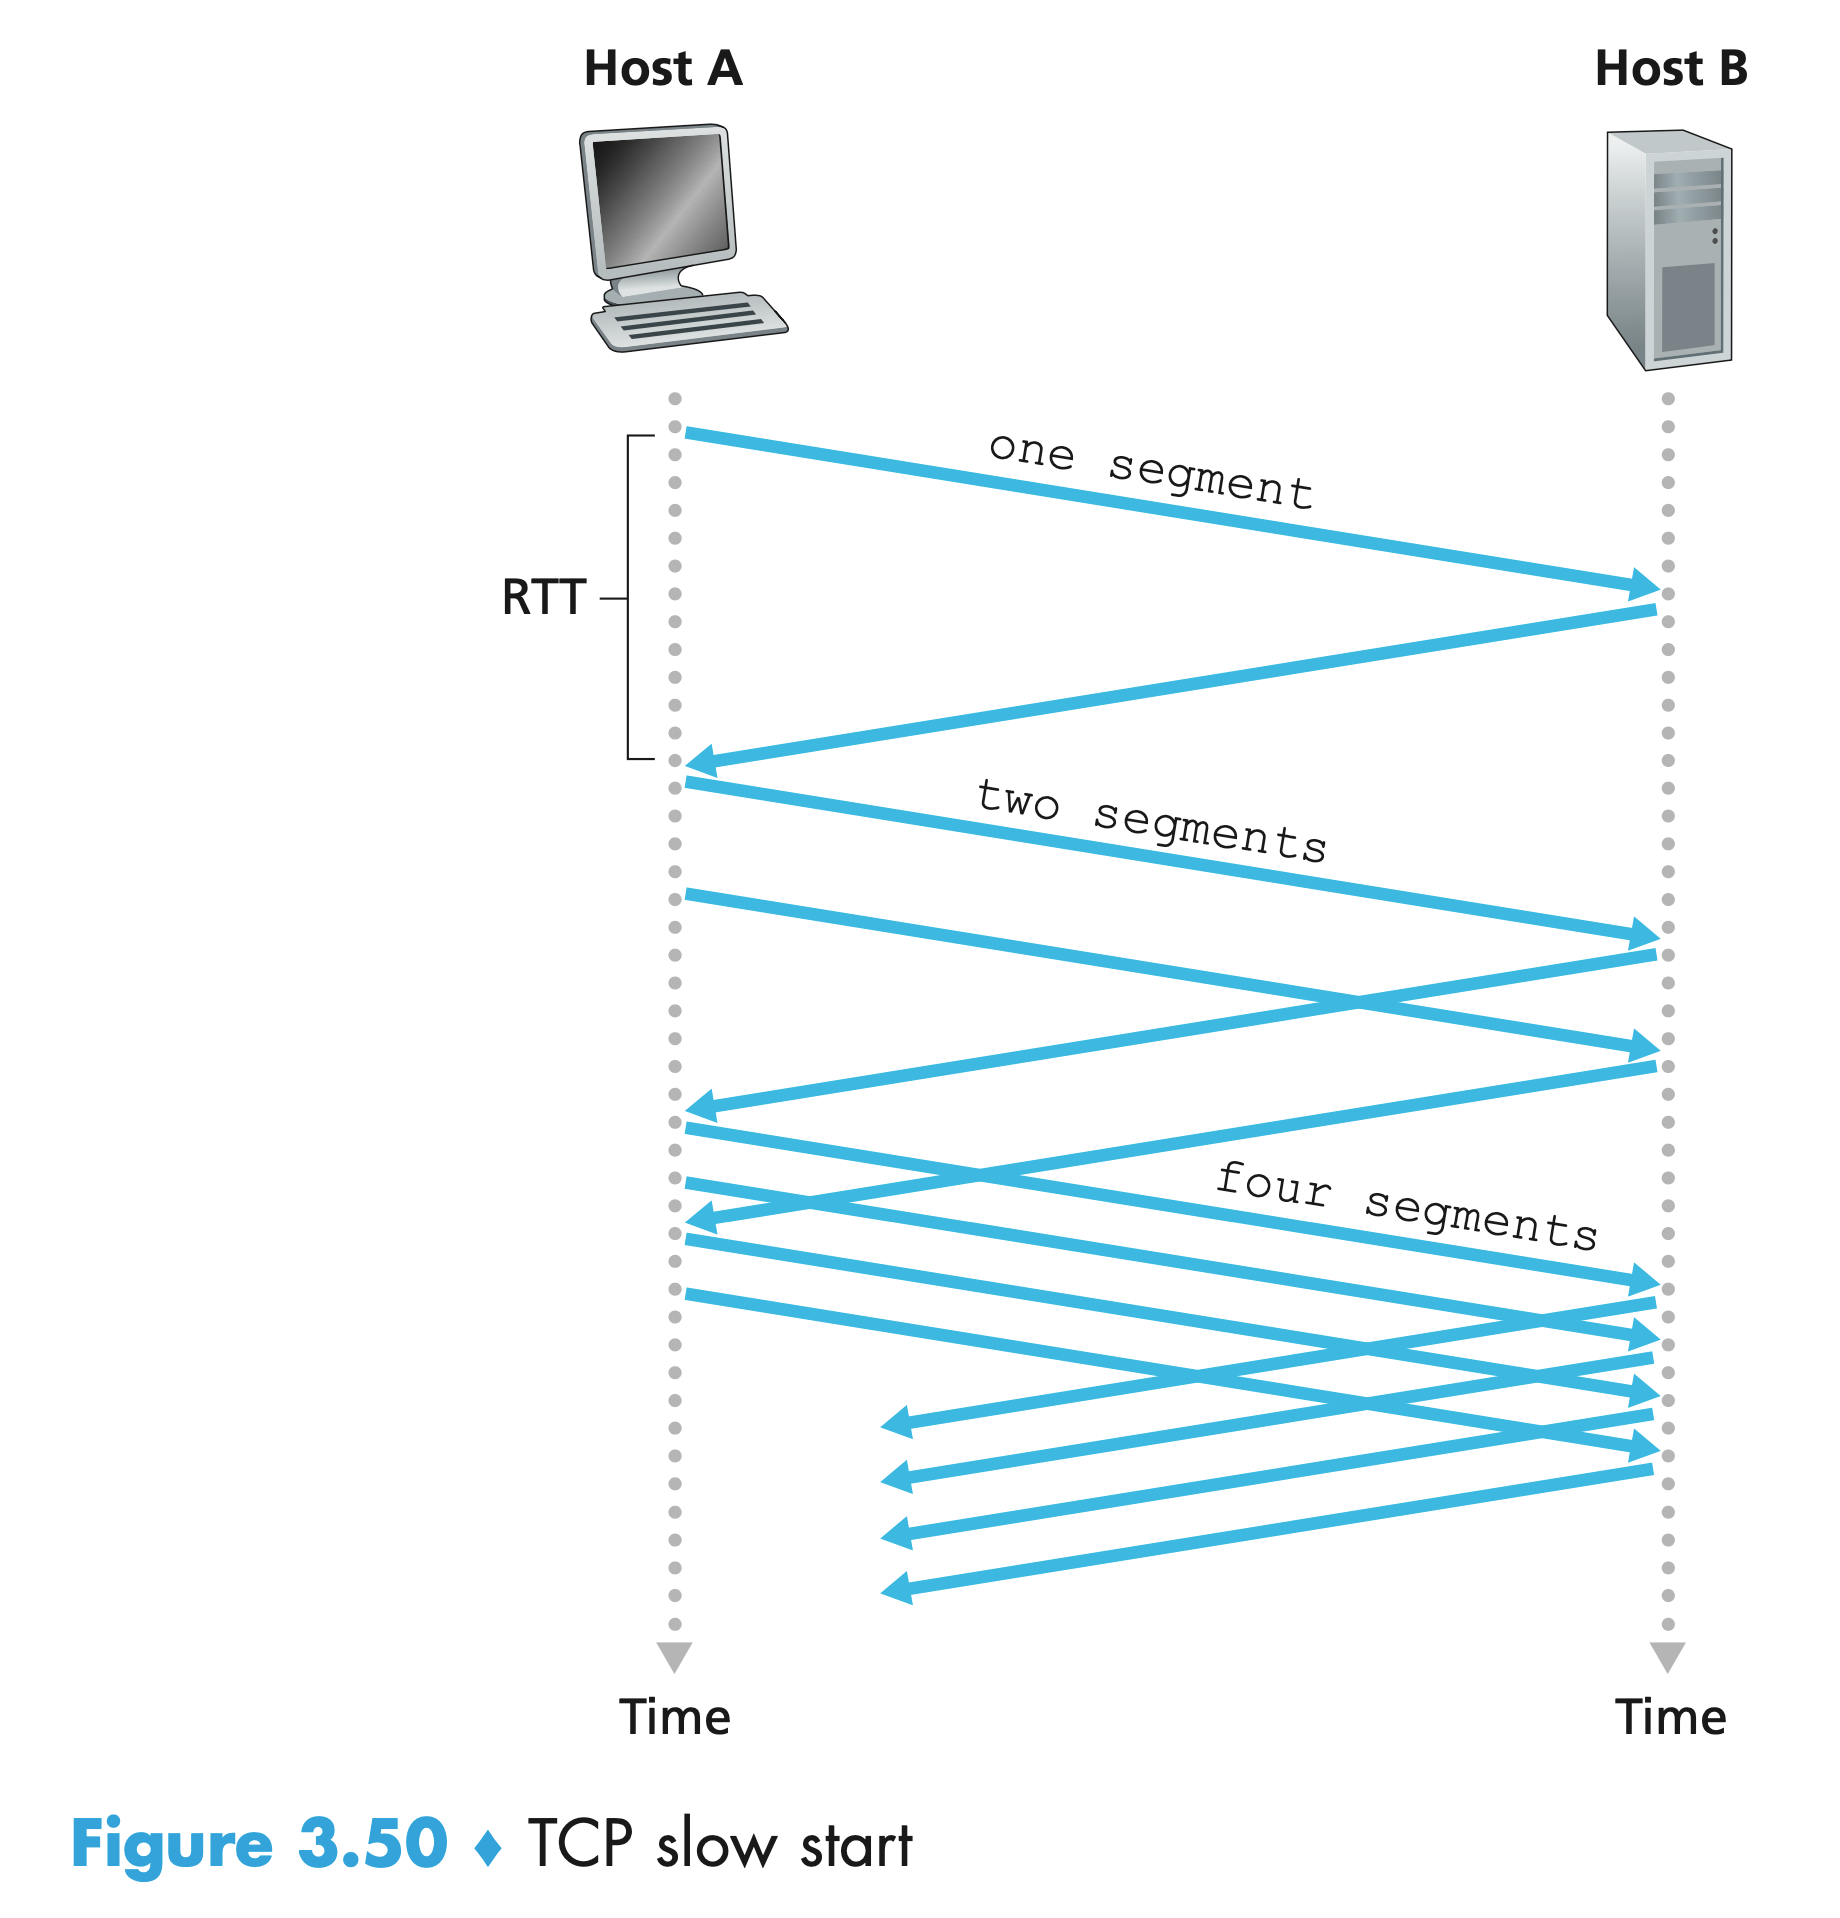 Host A
Host B
one segment
RTT
two segments
four segments
Time
Time
Figure 3.50 ♦ TCP slow start